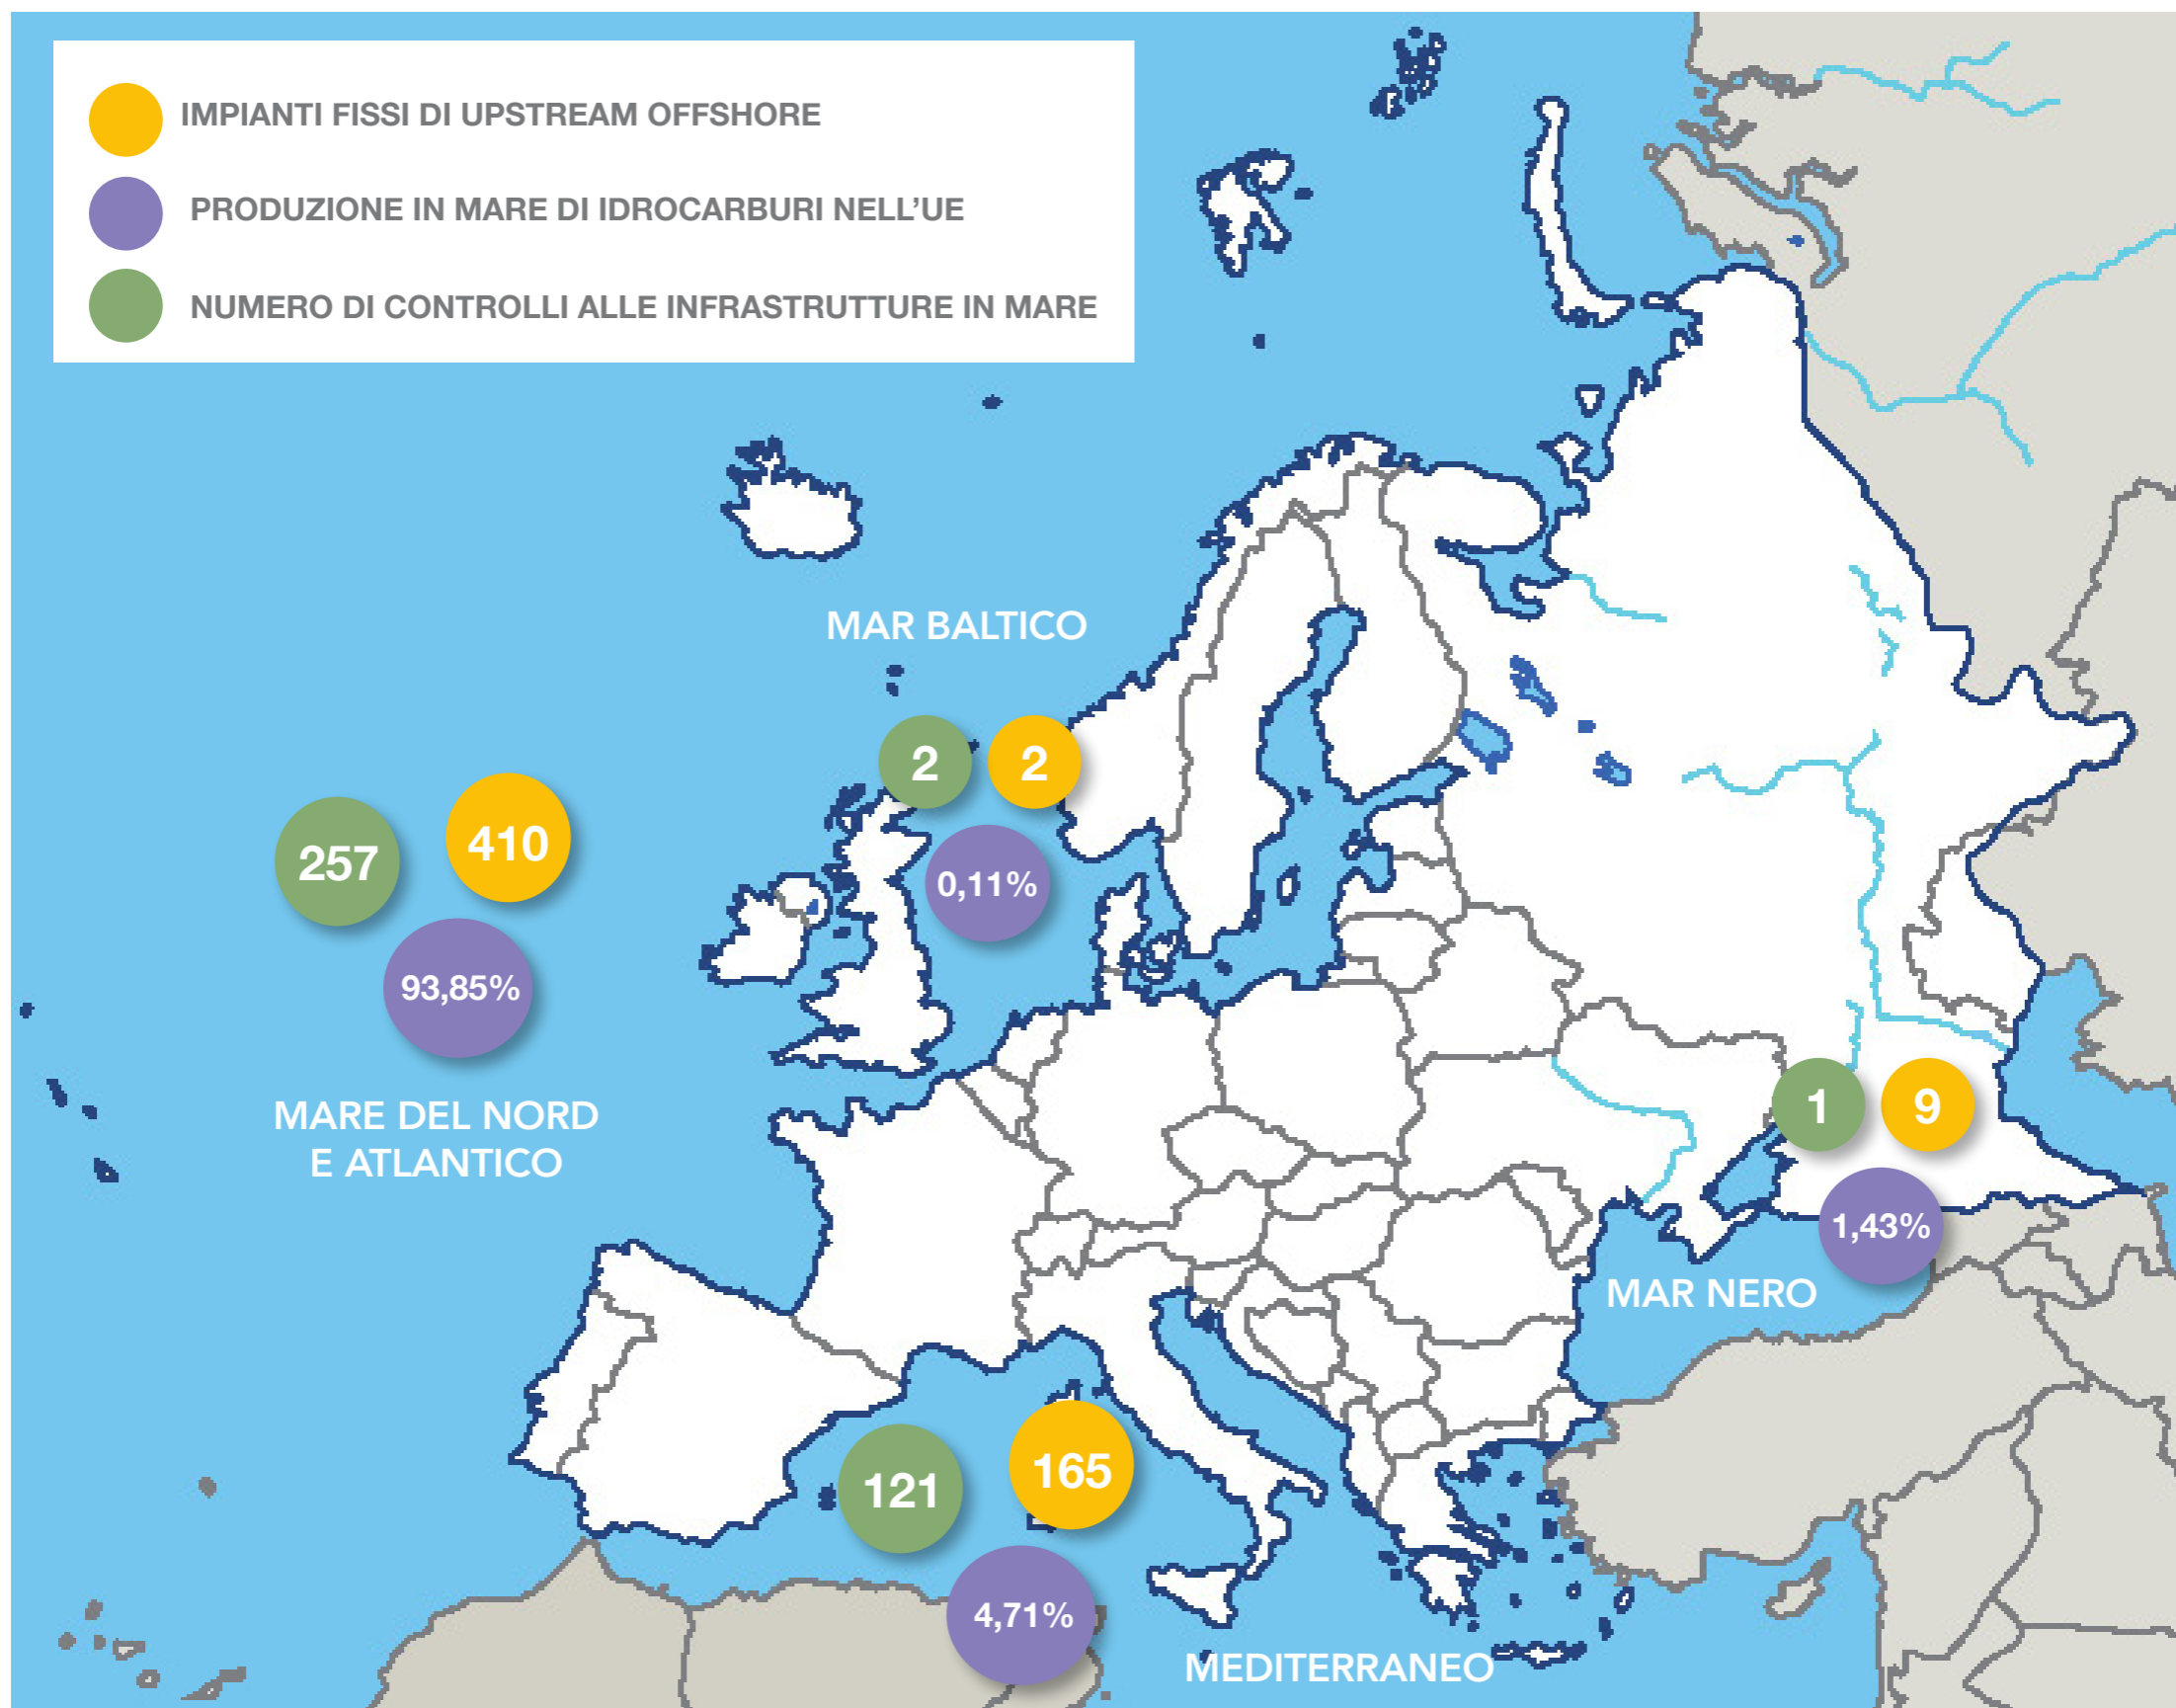 IMPIANTI FISSI DI UPSTREAM OFFSHORE
PRODUZIONE IN MARE DI IDROCARBURI NELL'UE
NUMERO DI CONTROLLI ALLE INFRASTRUTTURE IN MARE
MAR BALTICO
2
2
0,11%
257
410
93,85%
MARE DEL NORD
E ATLANTICO
1
9
1,43%
MAR NERO
121
165
4,71%
MEDITERRANEO